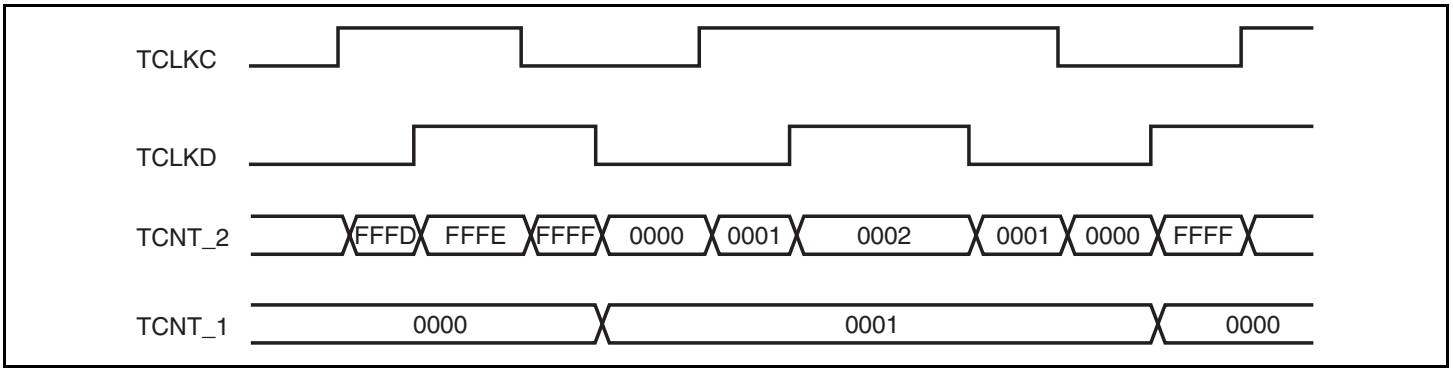 TCLKC
TCLKD
TCNT_2 FFFD FFFE FFFF 0000 0001 0002 0001 0000 FFFF
TCNT_1 0000 0001 0000